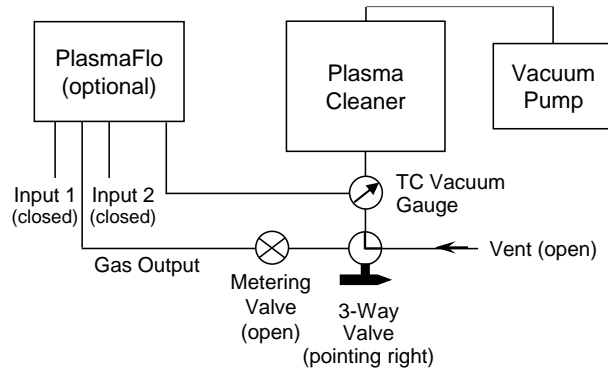 PlasmaFlo
(optional)
Plasma
Cleaner
Vacuum
Pump
Input 1
(closed)
Input 2
(closed)
TC Vacuum
Gauge
Gas Output
Vent (open)
Metering
Valve
(open)
3-Way
Valve
(pointing right)